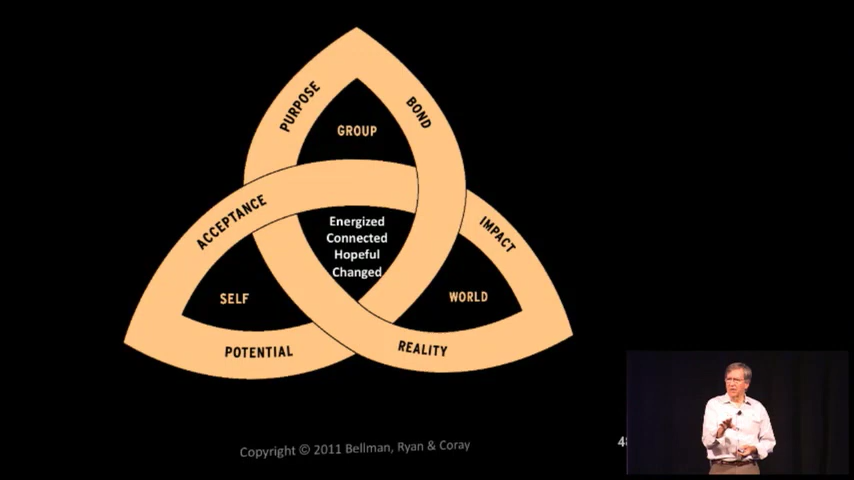 PURPOSE
BOND
GROUP
ACCEPTANCE
Energized
Connected
Hopeful
Changed
IMPACT
SELF
WORLD
POTENTIAL
REALITY
Copyright © 2011 Bellman, Ryan & Coray